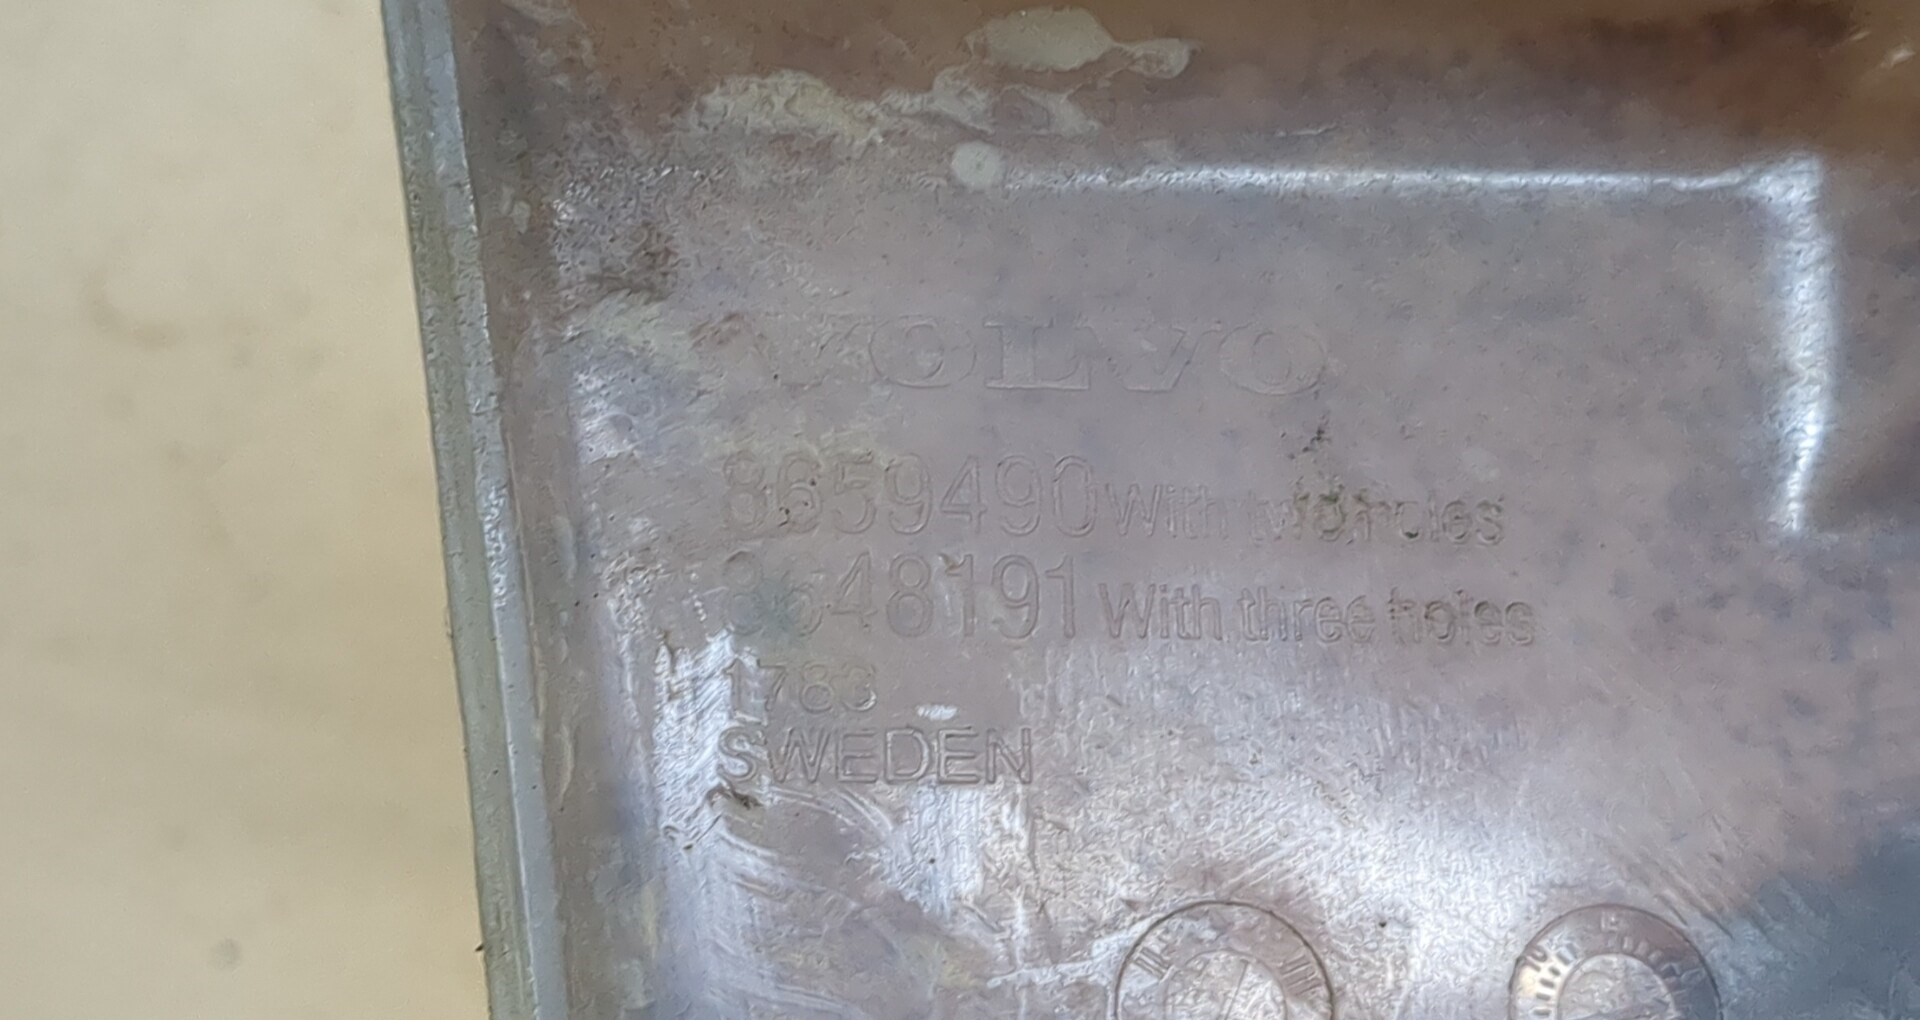 VOLVO
8659490 With two holes
8648191 With three holes
1783
SWEDEN